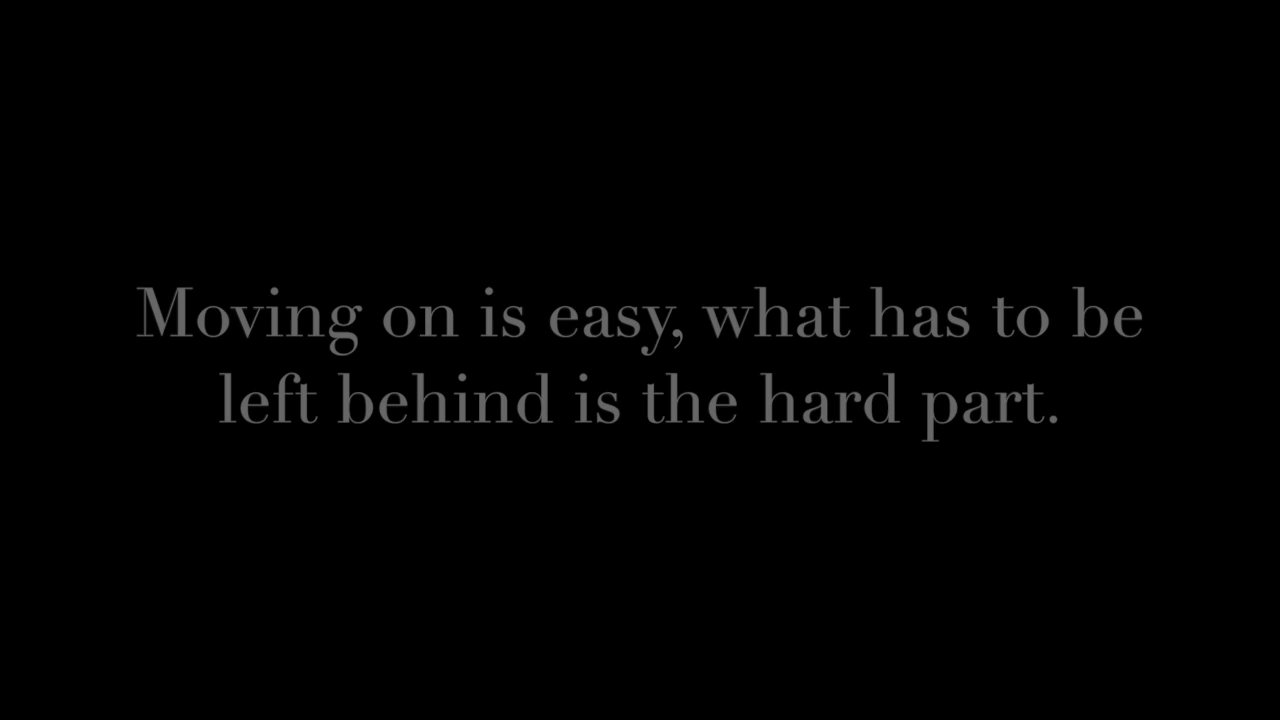 Moving on is easy, what has to be
left behind is the hard part.